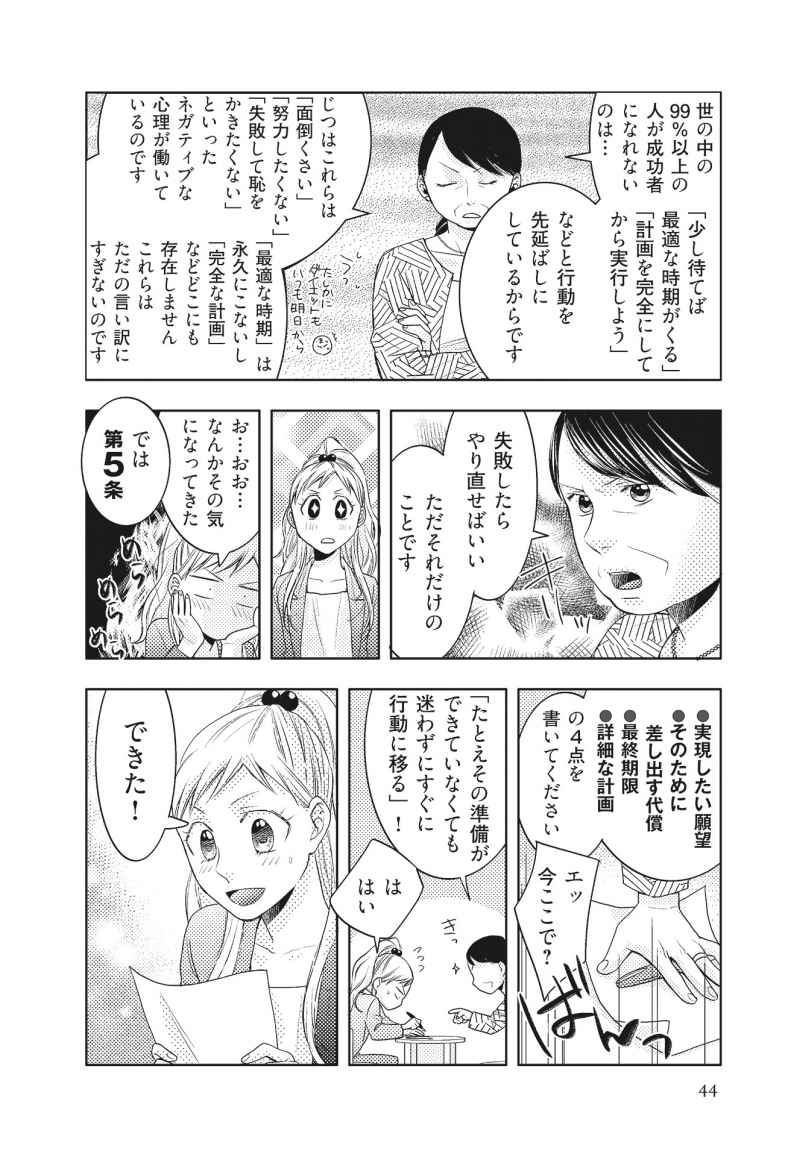 世の中の
99%以上の
人が成功者
になれない
のは…
「少し待てば
最適な時期がくる」
「計画を完全にして
から実行しよう」
などと行動を
先延ばしに
しているからです
じつはこれらは
「面倒くさい」
「努力したくない」
「失敗して恥を
かきたくない」
といった
ネガティブな
心理が働いて
いるのです
「最適な時期」は
永久にこないし
「完全な計画」
などどこにも
存在しません
これらは
ただの言い訳に
すぎないのです
たしかに
ダイエットも
いつも明日から
失敗したら
やり直せばいい
ただそれだけの
ことです
お…おお…
なんかその気
になってきた
めら
めら
めら
では
第5条
●実現したい願望
●そのために
差し出す代償
●最終期限
●詳細な計画
の4点を
書いてください
エッ
今ここで?
ばんっ
「たとえその準備が
できていなくても
迷わずにすぐに
行動に移る」!
きっ
は
はい
できた!
44